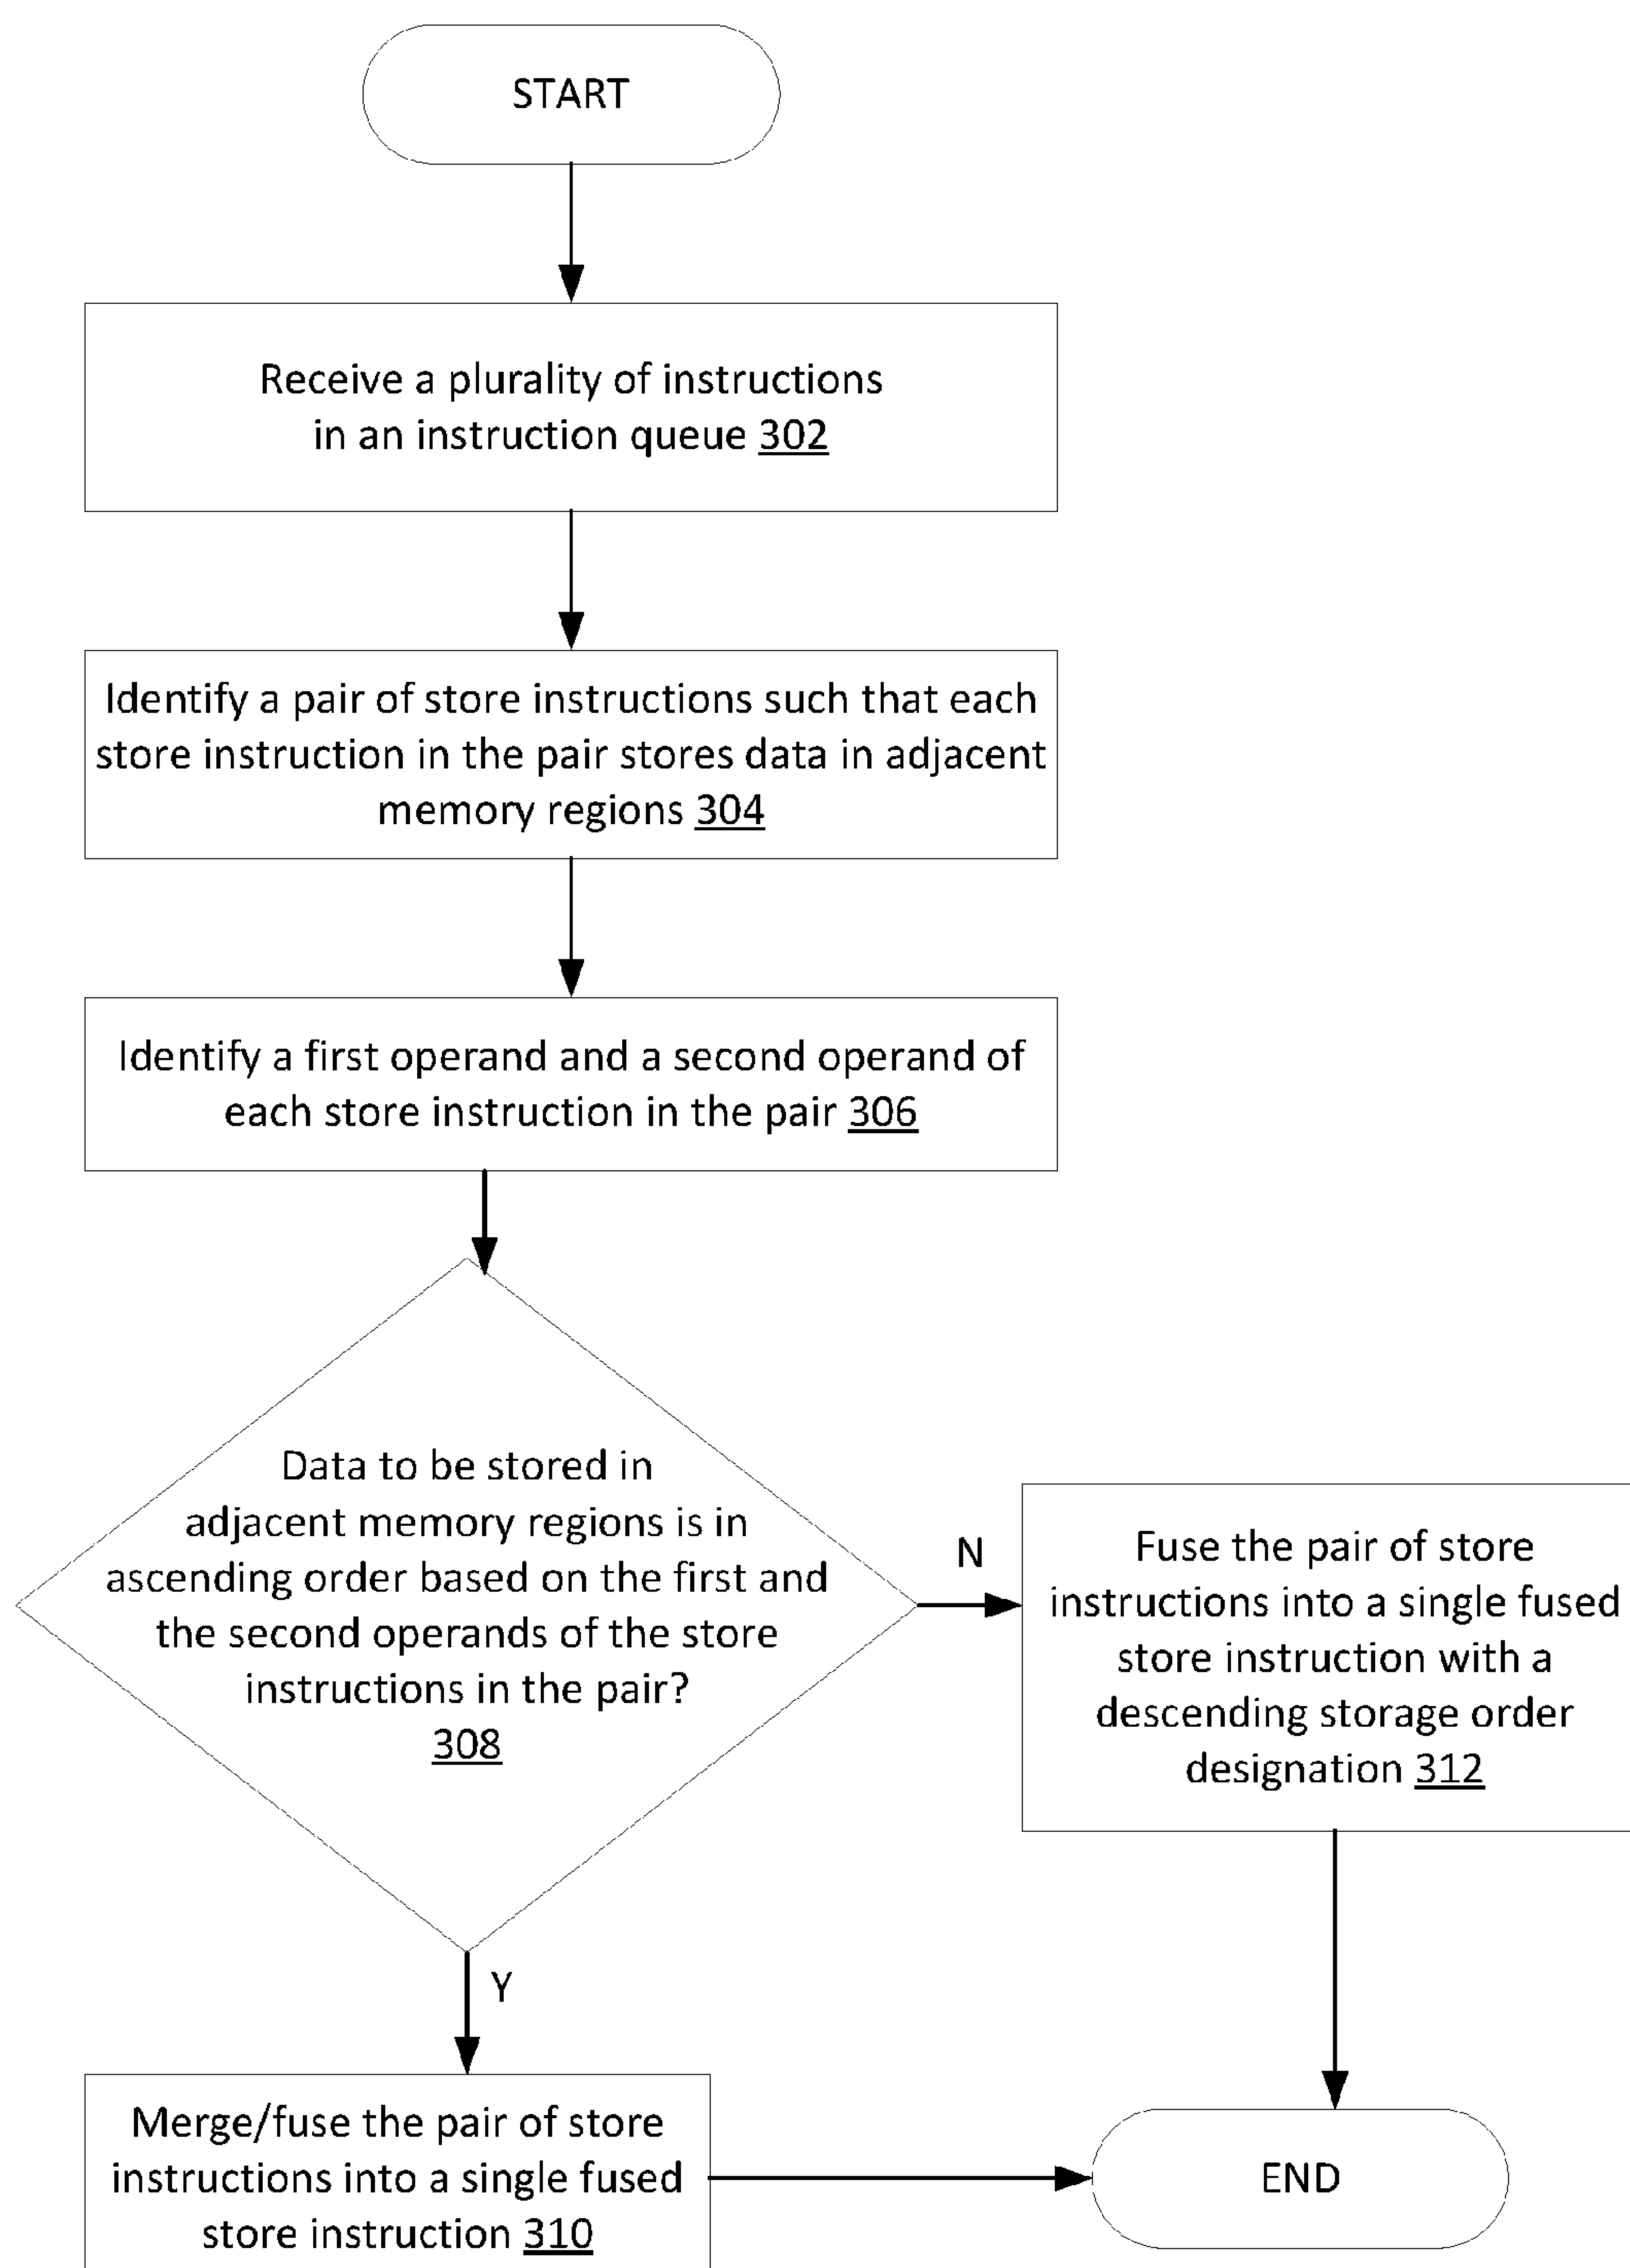 START
Receive a plurality of instructions
in an instruction queue 302
Identify a pair of store instructions such that each
store instruction in the pair stores data in adjacent
memory regions 304
Identify a first operand and a second operand of
each store instruction in the pair 306
Data to be stored in
adjacent memory regions is in
ascending order based on the first and
the second operands of the store
instructions in the pair?
308
N
Fuse the pair of store
instructions into a single fused
store instruction with a
descending storage order
designation 312
Y
Merge/fuse the pair of store
instructions into a single fused
store instruction 310
END